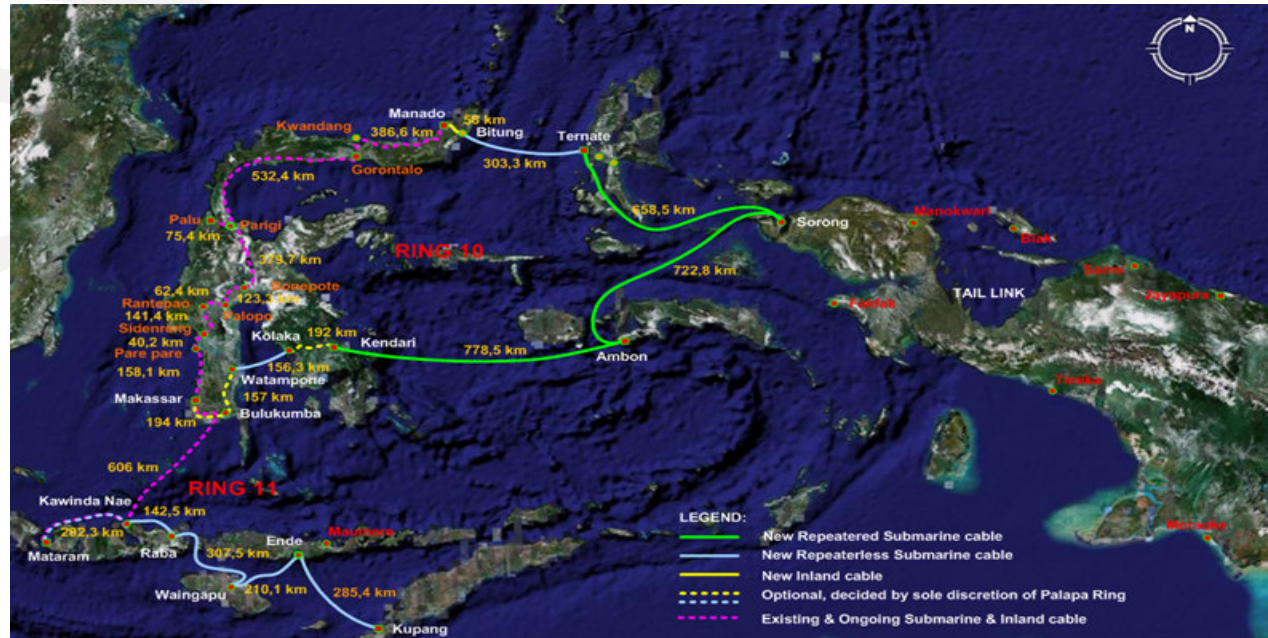 N
Manado
58 km
Kwandang
386,6 km
Bitung
Ternate
303,3 km
Gorontalo
532,4 km
658,5 km
Palu
Parigi
75,4 km
Sorong
Manokwari
Biak
RING 10
379,7 km
722,8 km
Sarmi
62,4 km
Donepote
TAIL LINK
Jayapura
Rantepao
123,3 km
Fakfak
141,4 km
Palopo
Sidenreng
192 km
Kolaka
Kendari
40,2 km
Pare pare
778,5 km
Ambon
156,3 km
158,1 km
Watampone
Timika
157 km
Makassar
Bulukumba
194 km
606 km
RING 11
Kawinda Nae
142,5 km
LEGEND:
Ende
Maumere
New Repeatered Submarine cable
Merauke
282,3 km
Mataram
Raba
307,5 km
New Repeaterless Submarine cable
New Inland cable
Waingapu
210,1 km
285,4 km
Optional, decided by sole discretion of Palapa Ring
Existing & Ongoing Submarine & Inland cable
Kupang